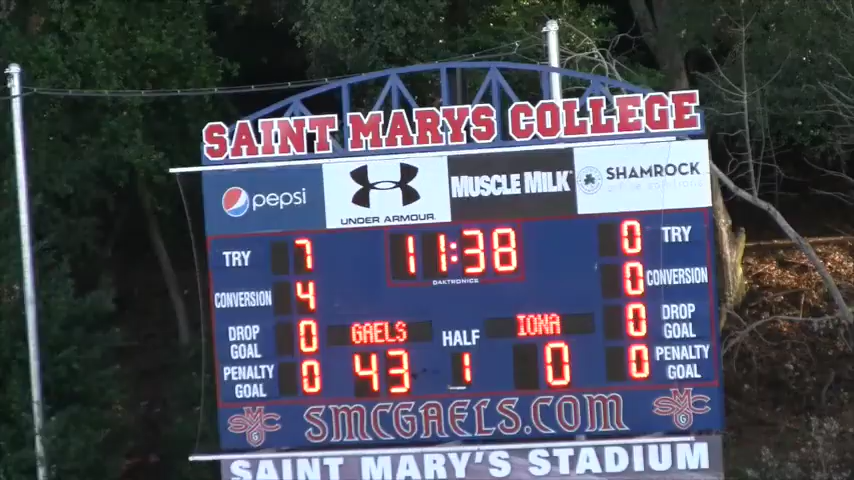 SAINT MARYS COLLEGE
pepsi
UNDER ARMOUR
MUSCLE MILK
SHAMROCK
TRY 7 11:38 0 TRY
DAKTRONICS
CONVERSION 4 0 CONVERSION
DROP GOAL 0 GAELS HALF IONA 0 DROP GOAL
PENALTY GOAL 0 43 1 0 0 PENALTY GOAL
SMC SMCGAELS.COM SMC
SAINT MARY'S STADIUM